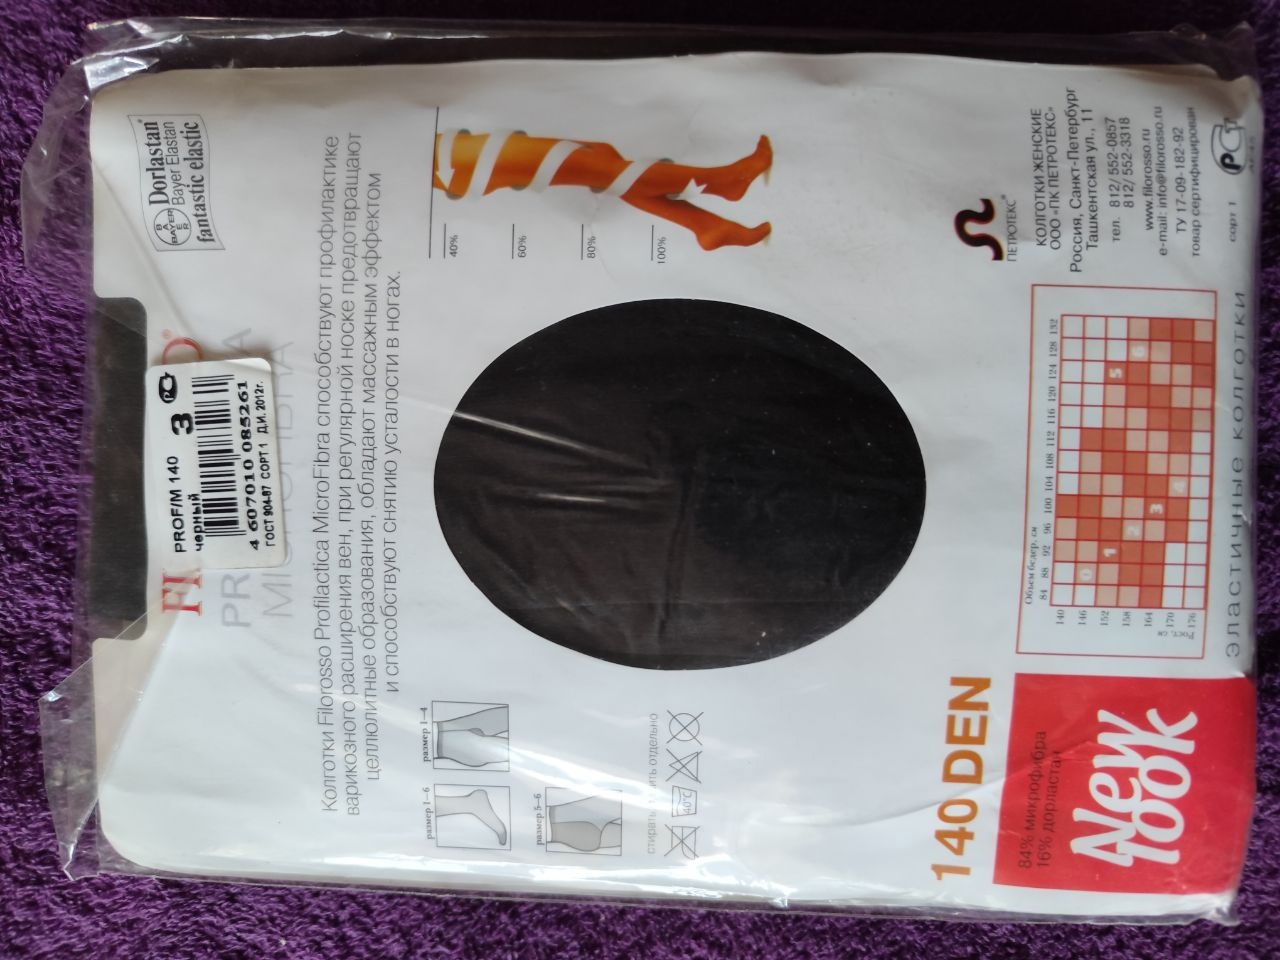 Dorlastan®
Bayer Elastan
fantastic elastic
BAYER
PROF/M 140 3
черный
4 607010 085261
ГОСТ 904-87 СОРТ 1 Д.И. 2012г.
Колготки Filorosso Profilactica MicroFibra способствуют профилактике
варикозного расширения вен, при регулярной носке предотвращают
целлюлитные образования, обладают массажным эффектом
и способствуют снятию усталости в ногах.
40%
60%
80%
100%
размер 1–4
размер 1–6
размер 5–6
стирать отдельно
40°C
140 DEN
84% микрофибра
16% дорластан
New look
ПЕТРОТЕКС®
КОЛГОТКИ ЖЕНСКИЕ
ООО «ПК ПЕТРОТЕКС»
Россия, Санкт-Петербург
Ташкентская ул., 11
тел. 812/ 552-0857
812/ 552-3318
www.filorosso.ru
e-mail: info@filorosso.ru
ТУ 17-09-182-92
товар сертифицирован
сорт 1
Объем бедер, см
84 88 92 96 100 104 108 112 116 120 124 128 132
140
146
152
158
164
170
176
Рост, см
0 1 2 3 4 5 6
эластичные колготки